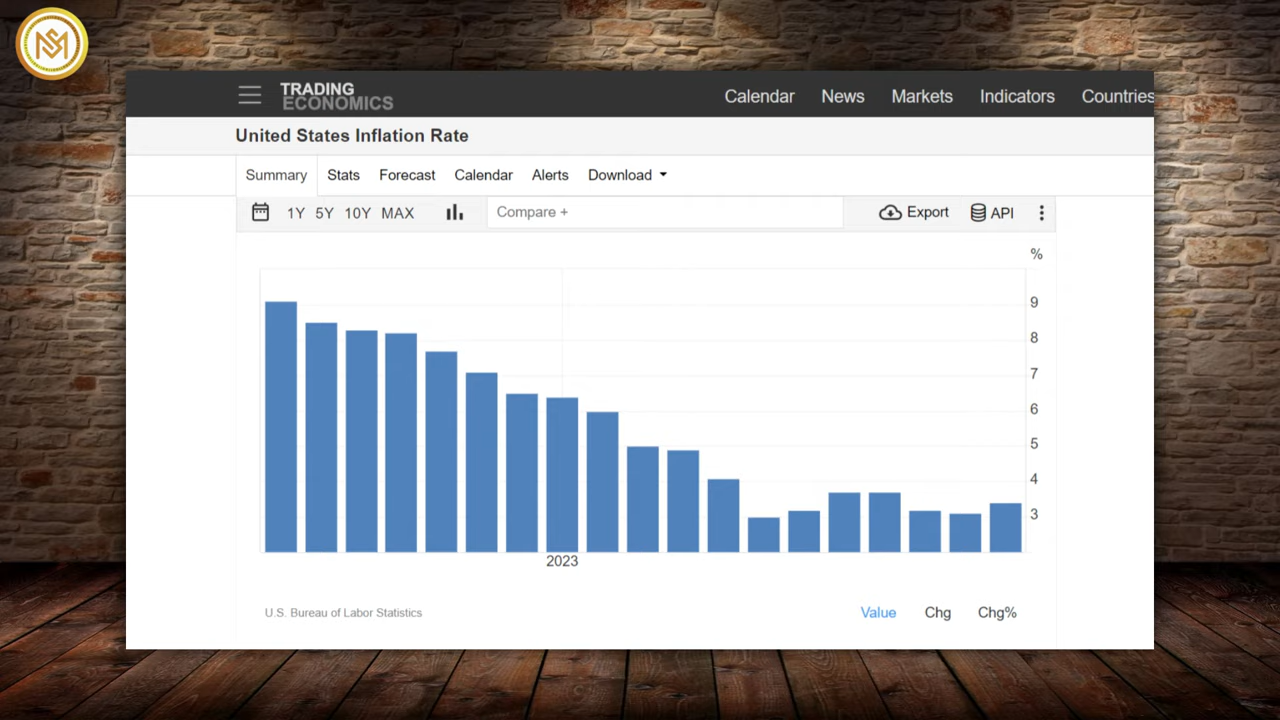 TRADING
ECONOMICS
Calendar News Markets Indicators Countries
United States Inflation Rate
Summary Stats Forecast Calendar Alerts Download
1Y 5Y 10Y MAX Compare + Export API
%
9
8
7
6
5
4
3
2023
U.S. Bureau of Labor Statistics Value Chg Chg%